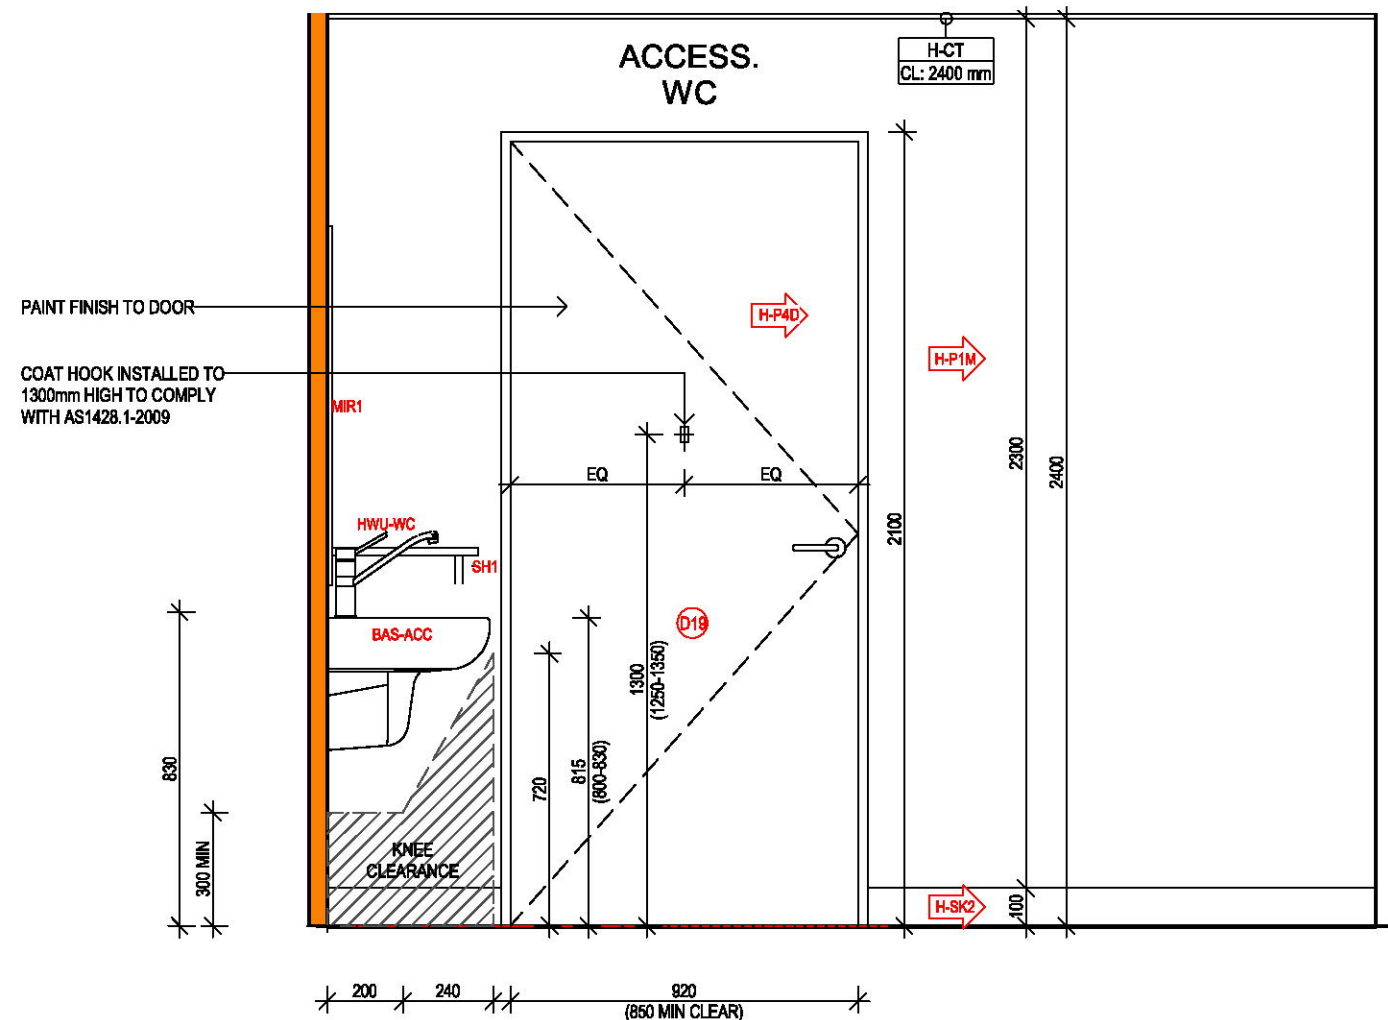 ACCESS.
WC
H-CT
CL: 2400 mm
PAINT FINISH TO DOOR
H-P4D
H-P1M
COAT HOOK INSTALLED TO
1300mm HIGH TO COMPLY
WITH AS1428.1-2009
MIR1
EQ
EQ
2300
2400
2100
HWU-WC
SH1
BAS-ACC
D19
1300
(1250-1350)
815
(800-830)
720
830
300 MIN
KNEE
CLEARANCE
H-SK2
100
200
240
920
(850 MIN CLEAR)